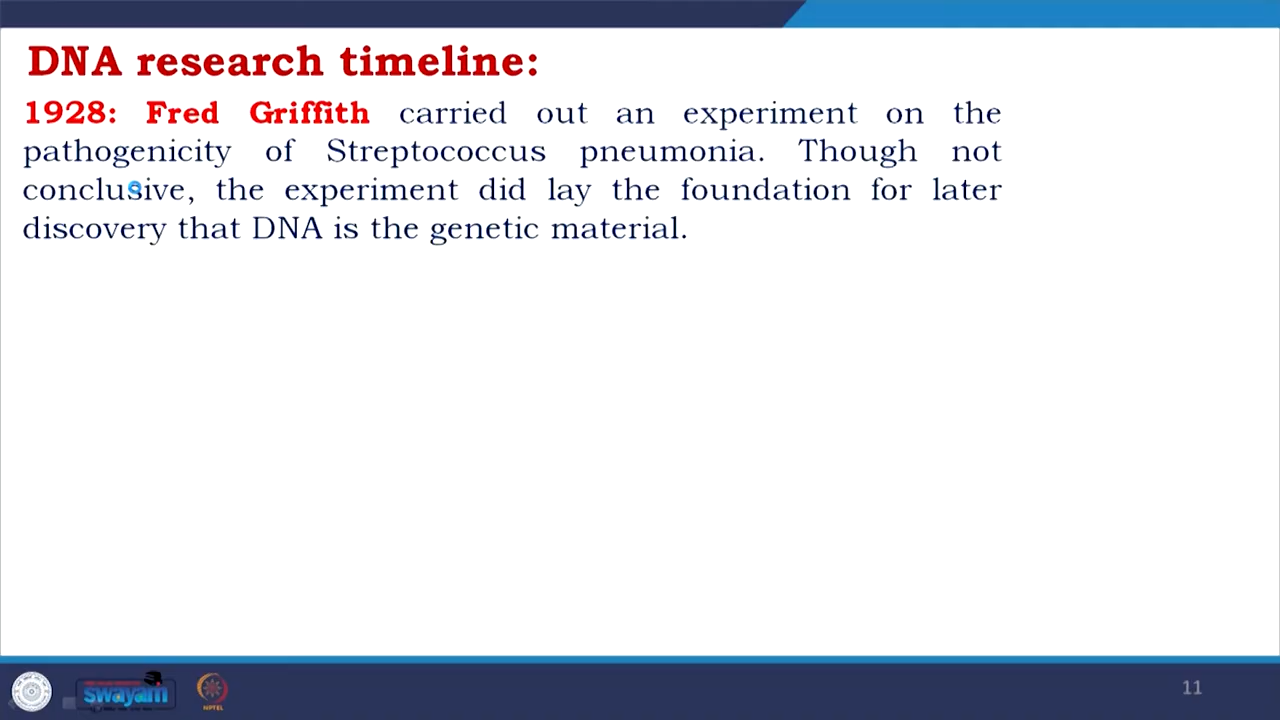 DNA research timeline:
1928: Fred Griffith carried out an experiment on the
pathogenicity of Streptococcus pneumonia. Though not
conclusive, the experiment did lay the foundation for later
discovery that DNA is the genetic material.
swayam
NPTEL
11